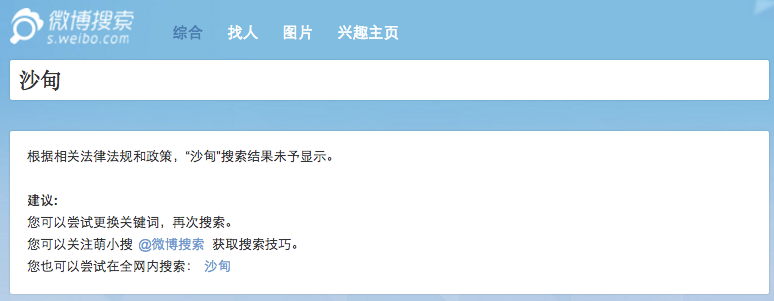 微博搜索
s.weibo.com
综合 找人 图片 兴趣主页
沙甸
根据相关法律法规和政策，“沙甸”搜索结果未予显示。
建议：
您可以尝试更换关键词，再次搜索。
您可以关注萌小搜 @微博搜索 获取搜索技巧。
您也可以尝试在全网内搜索： 沙甸